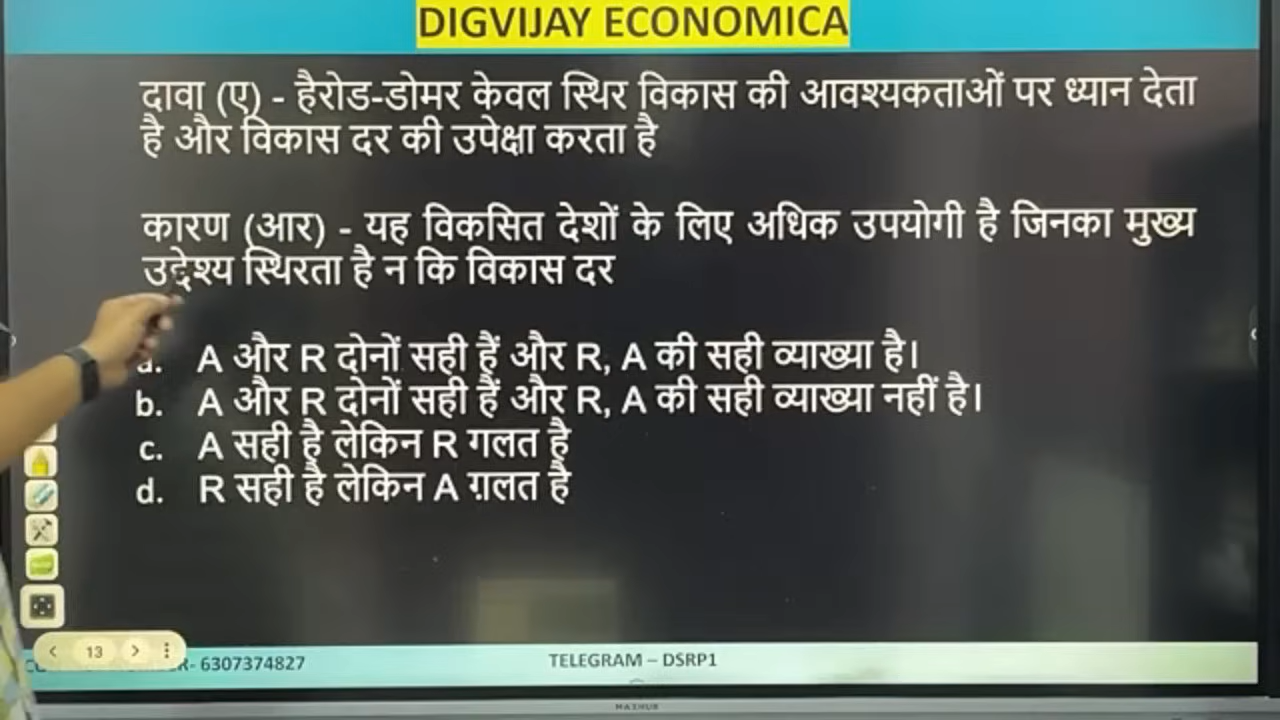 DIGVIJAY ECONOMICA
दावा (ए) - हैरोड-डोमर केवल स्थिर विकास की आवश्यकताओं पर ध्यान देता
है और विकास दर की उपेक्षा करता है
कारण (आर) - यह विकसित देशों के लिए अधिक उपयोगी है जिनका मुख्य
उद्देश्य स्थिरता है न कि विकास दर
a. A और R दोनों सही हैं और R, A की सही व्याख्या है।
b. A और R दोनों सही हैं और R, A की सही व्याख्या नहीं है।
c. A सही है लेकिन R गलत है
d. R सही है लेकिन A ग़लत है
13
R- 6307374827
TELEGRAM – DSRP1